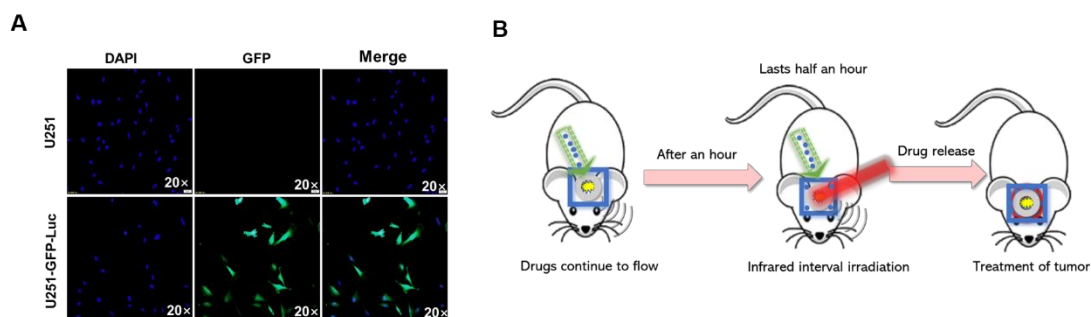 A
DAPI GFP Merge
U251
20× 20× 20×
U251-GFP-Luc
20× 20× 20×
B
Lasts half an hour
After an hour
Drug release
Drugs continue to flow
Infrared interval irradiation
Treatment of tumor